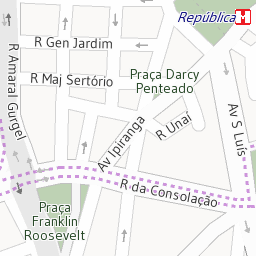 República
M
R Gen Jardim
R Amaral Gurgel
R Maj Sertório
Praça Darcy
Penteado
Av Ipiranga
R Unaí
Av S Luís
R da Consolação
Praça
Franklin
Roosevelt